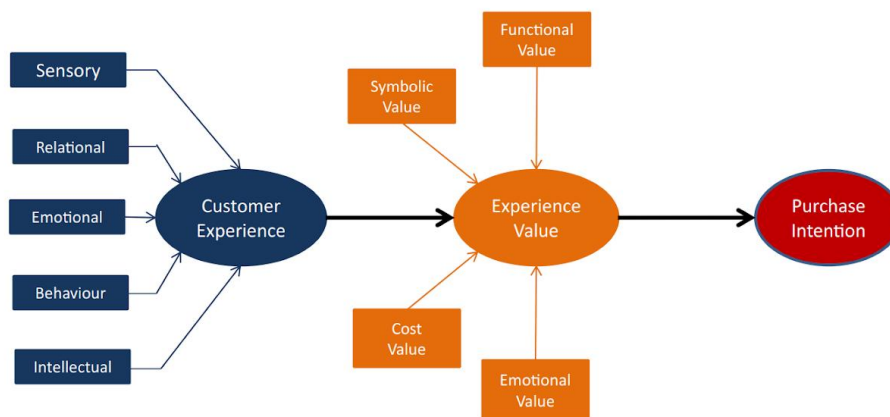 Sensory
Relational
Emotional
Behaviour
Intellectual
Customer
Experience
Symbolic
Value
Functional
Value
Experience
Value
Cost
Value
Emotional
Value
Purchase
Intention